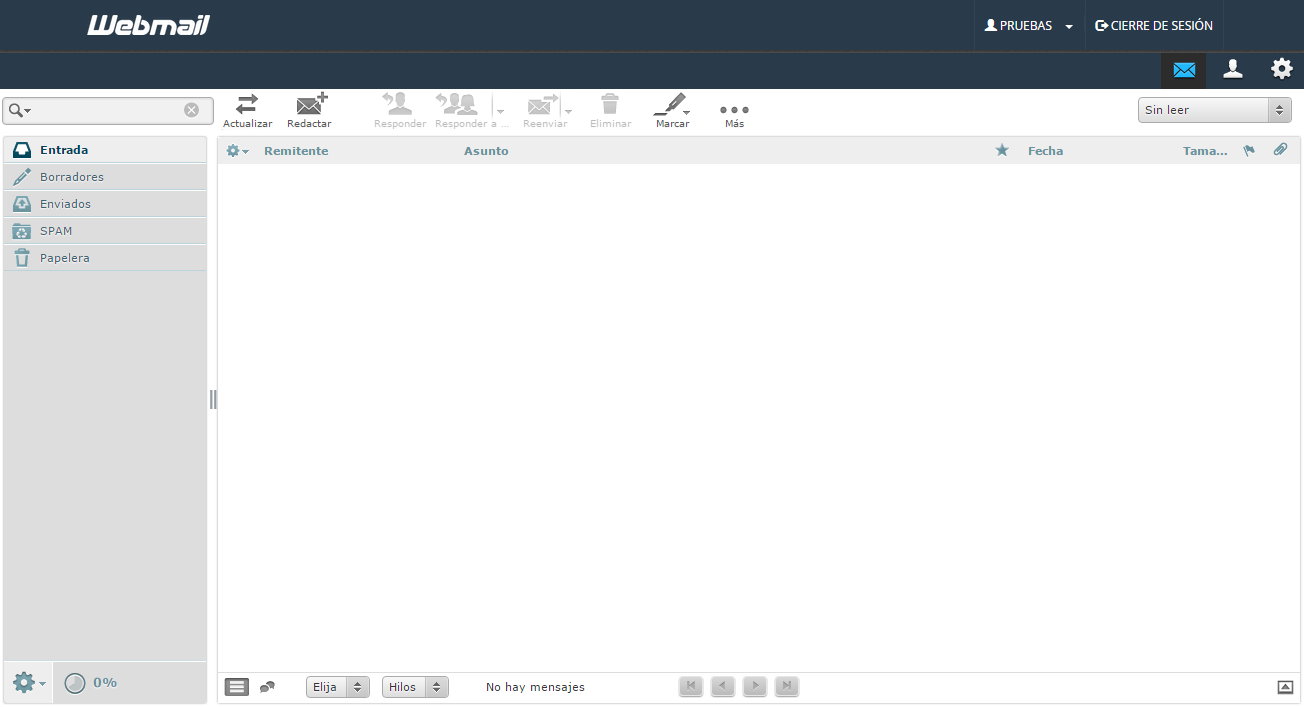 Webmail
PRUEBAS
CIERRE DE SESIÓN
Actualizar
Redactar
Responder
Responder a ...
Reenviar
Eliminar
Marcar
Más
Sin leer
Entrada
Borradores
Enviados
SPAM
Papelera
Remitente
Asunto
Fecha
Tama...
0%
Elija
Hilos
No hay mensajes